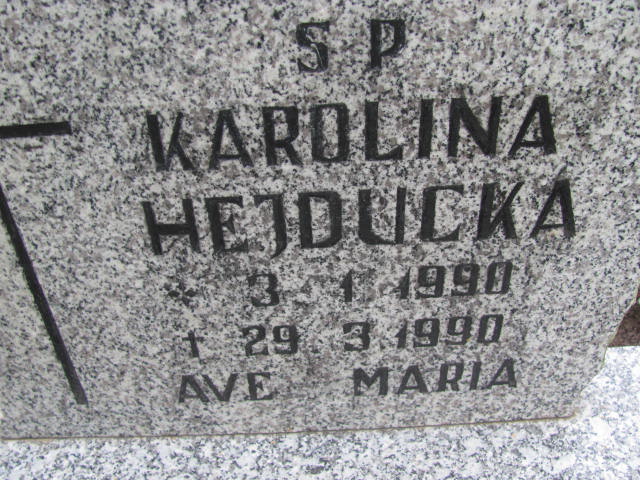 S P
KAROLINA
HEJDUCKA
* 3 1 1990
† 29 3.1990
AVE MARIA